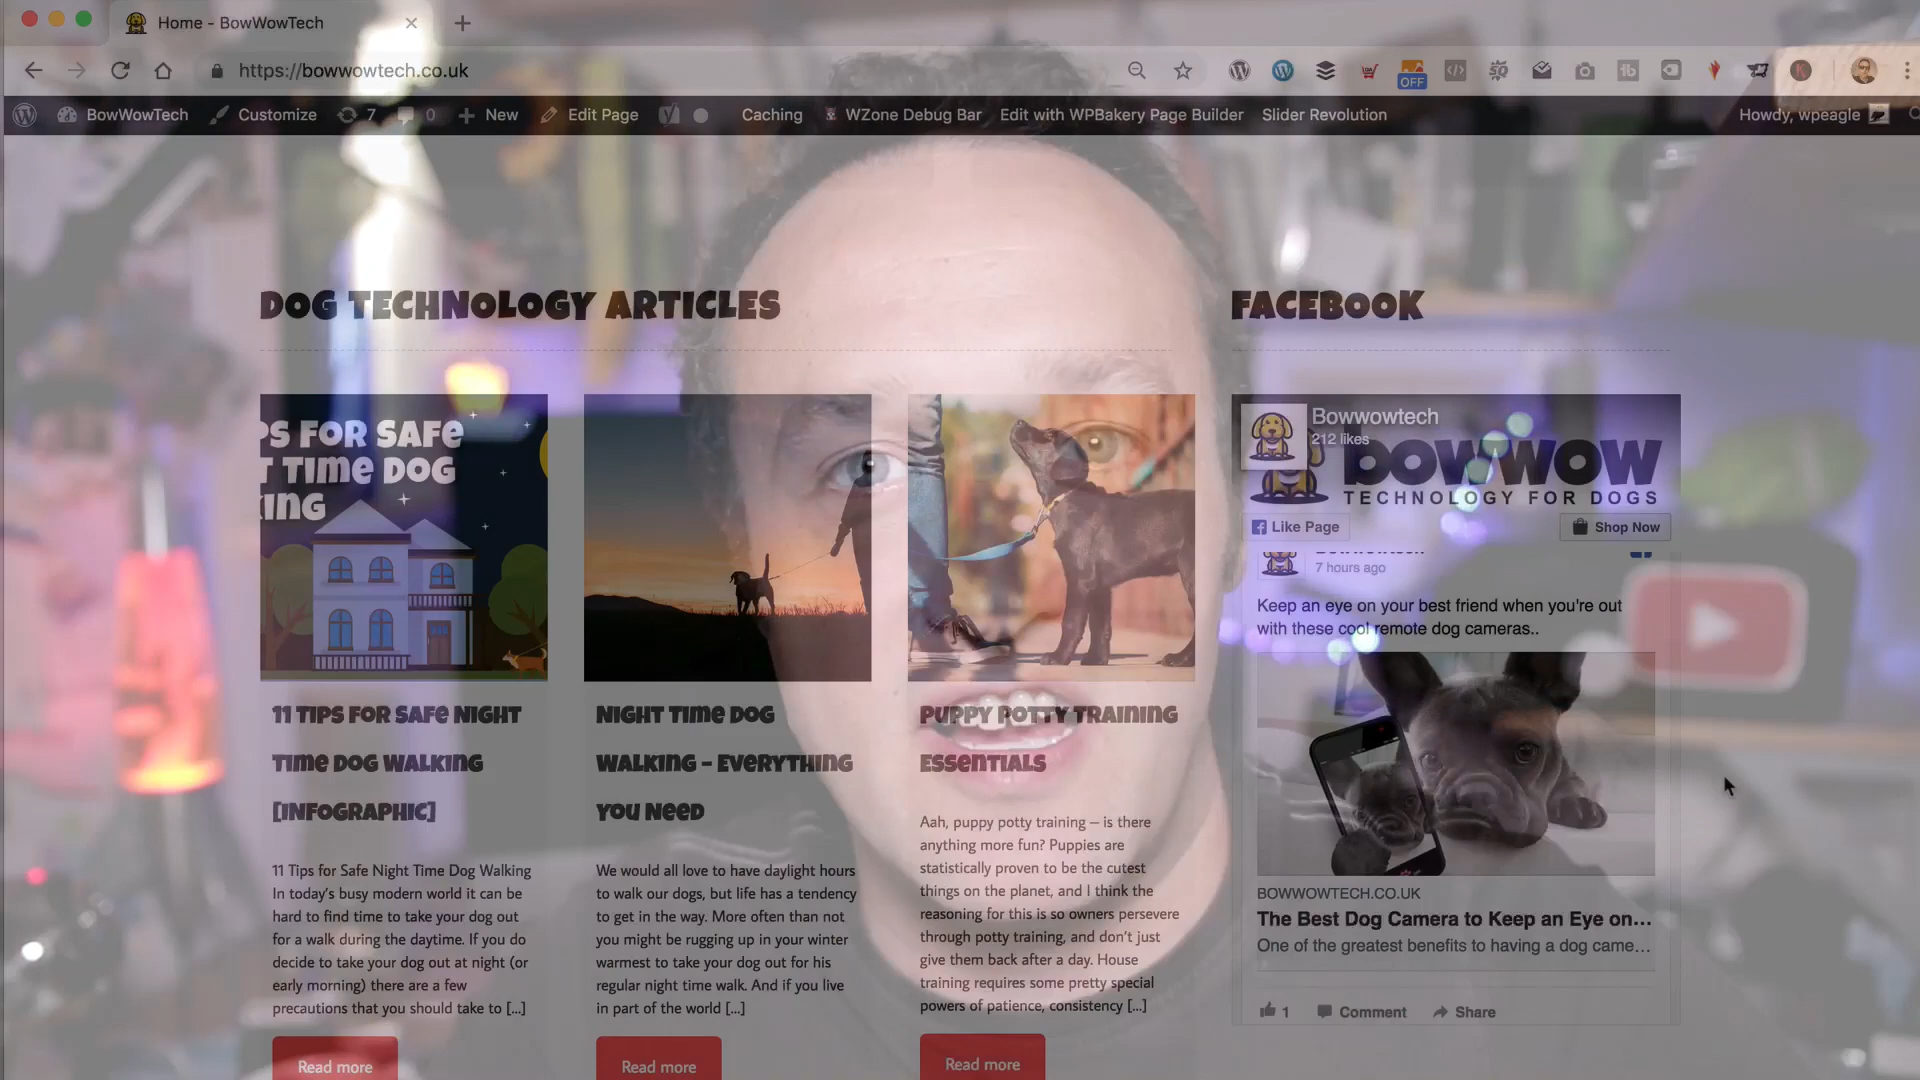 Home - BowWowTech
https://bowwowtech.co.uk
OFF
BowWowTech
Customize
7
0
New
Edit Page
Caching
WZone Debug Bar
Edit with WPBakery Page Builder
Slider Revolution
Howdy, wpeagle
DOG TECHNOLOGY ARTICLES
FACEBOOK
PS FOR SAFE
T TIME DOG
KING
11 TIPS FOR SAFE NIGHT
TIME DOG WALKING
[INFOGRAPHIC]
11 Tips for Safe Night Time Dog Walking
In today's busy modern world it can be
hard to find time to take your dog out
for a walk during the daytime. If you do
decide to take your dog out at night (or
early morning) there are a few
precautions that you should take to [...]
Read more
NIGHT TIME DOG
WALKING – EVERYTHING
YOU NEED
We would all love to have daylight hours
to walk our dogs, but life has a tendency
to get in the way. More often than not
you might be rugging up in your winter
warmest to take your dog out for his
regular night time walk. And if you live
in part of the world [...]
Read more
PUPPY POTTY TRAINING
ESSENTIALS
Aah, puppy potty training – is there
anything more fun? Puppies are
statistically proven to be the cutest
things on the planet, and I think the
reasoning for this is so owners persevere
through potty training, and don't just
give them back after a day. House
training requires some pretty special
powers of patience, consistency [...]
Read more
Bowwowtech
212 likes
BOWWOW
TECHNOLOGY FOR DOGS
Like Page
Shop Now
7 hours ago
Keep an eye on your best friend when you're out
with these cool remote dog cameras..
BOWWOWTECH.CO.UK
The Best Dog Camera to Keep an Eye on...
One of the greatest benefits to having a dog came...
1
Comment
Share